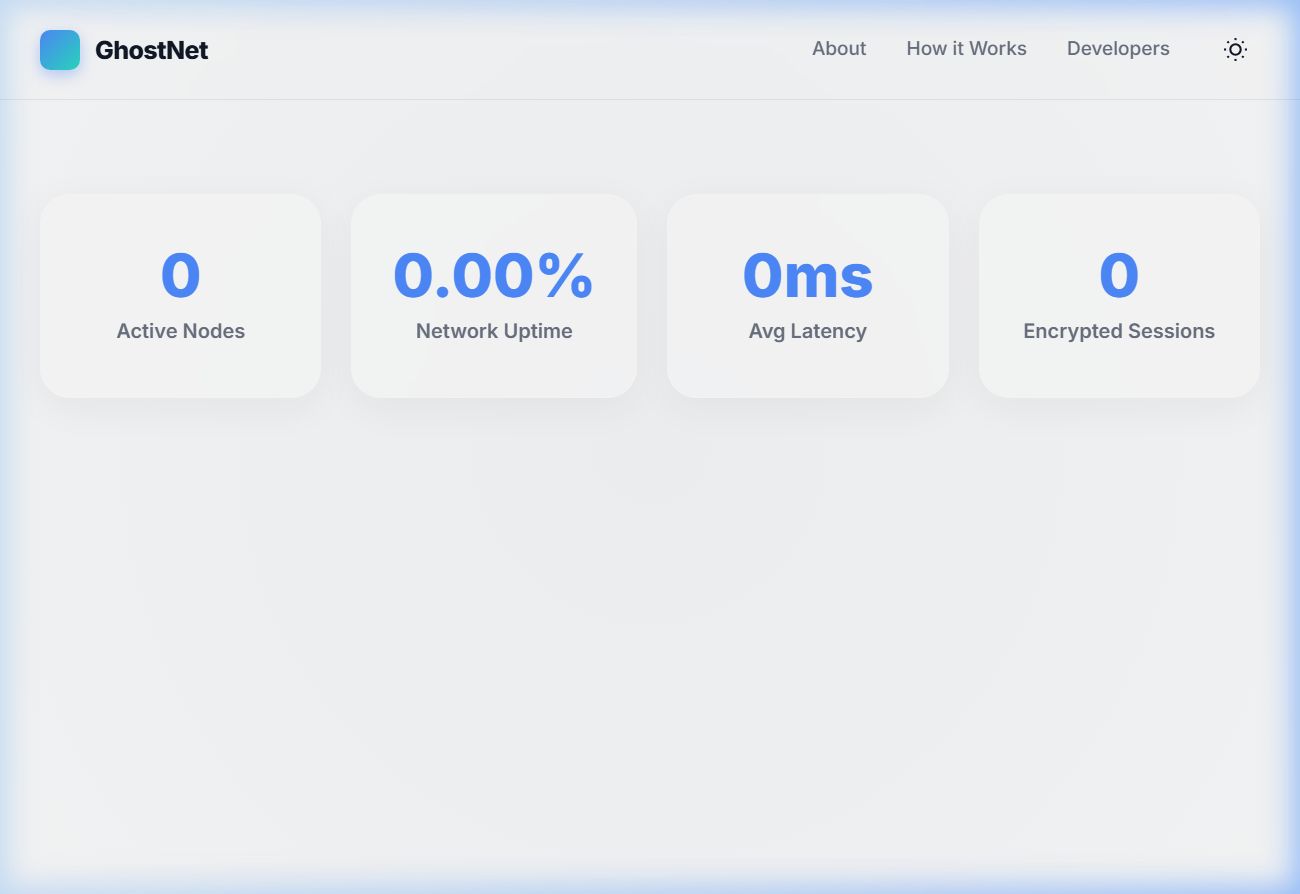 GhostNet
About
How it Works
Developers
0
Active Nodes
0.00%
Network Uptime
0ms
Avg Latency
0
Encrypted Sessions